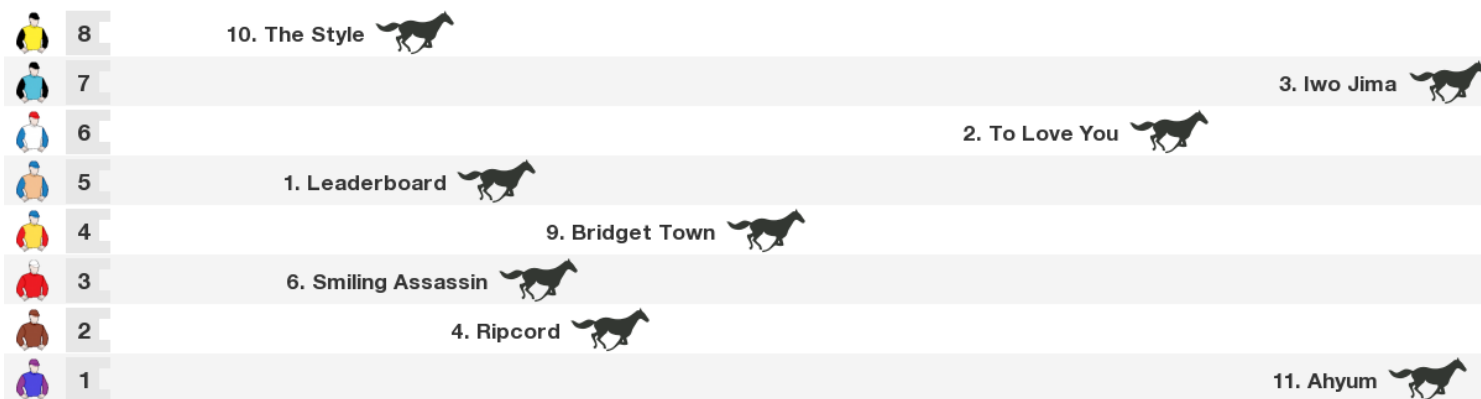 8 10. The Style
7 3. Iwo Jima
6 2. To Love You
5 1. Leaderboard
4 9. Bridget Town
3 6. Smiling Assassin
2 4. Ripcord
1 11. Ahyum